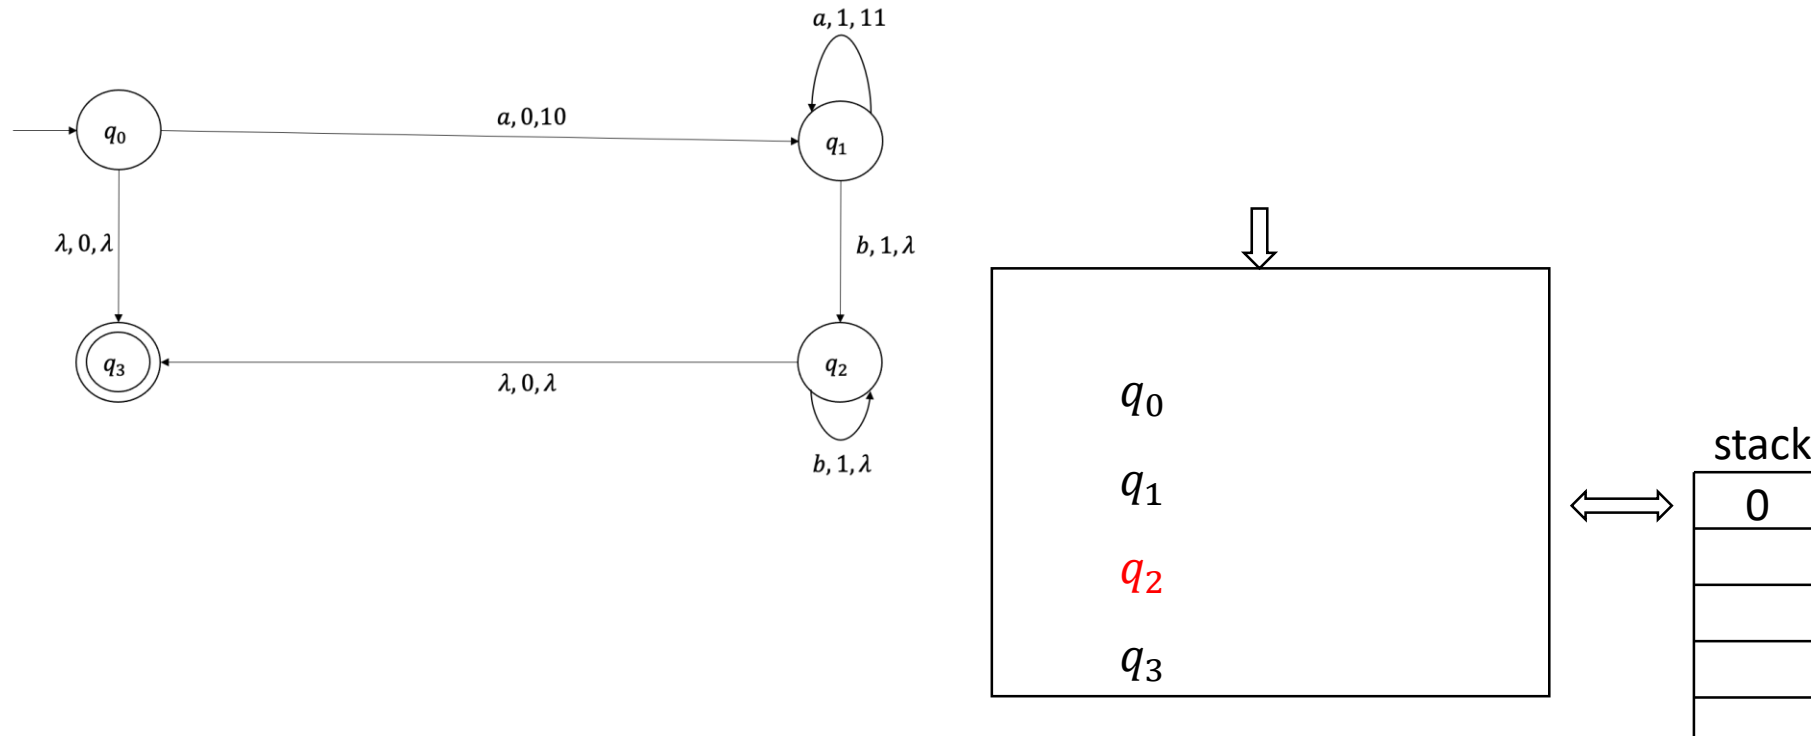 a, 1, 11
a, 0,10
q₀
q₁
λ, 0, λ
b, 1, λ
q₃
q₂
λ, 0, λ
b, 1, λ
q₀
q₁
q₂
q₃
stack
0